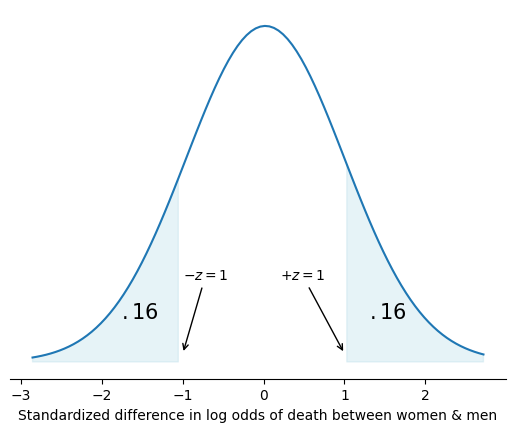 −z = 1
+z = 1
.16
.16
−3
−2
−1
0
1
2
Standardized difference in log odds of death between women & men